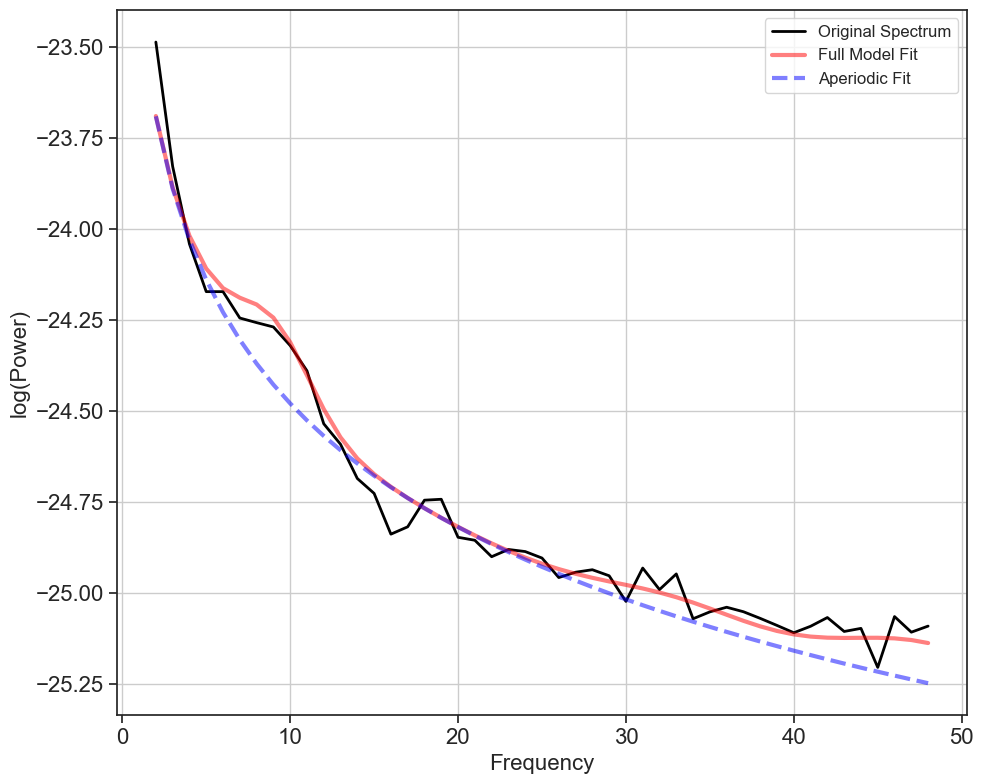 −23.50
−23.75
−24.00
−24.25
−24.50
−24.75
−25.00
−25.25
log(Power)
Original Spectrum
Full Model Fit
Aperiodic Fit
0 10 20 30 40 50
Frequency